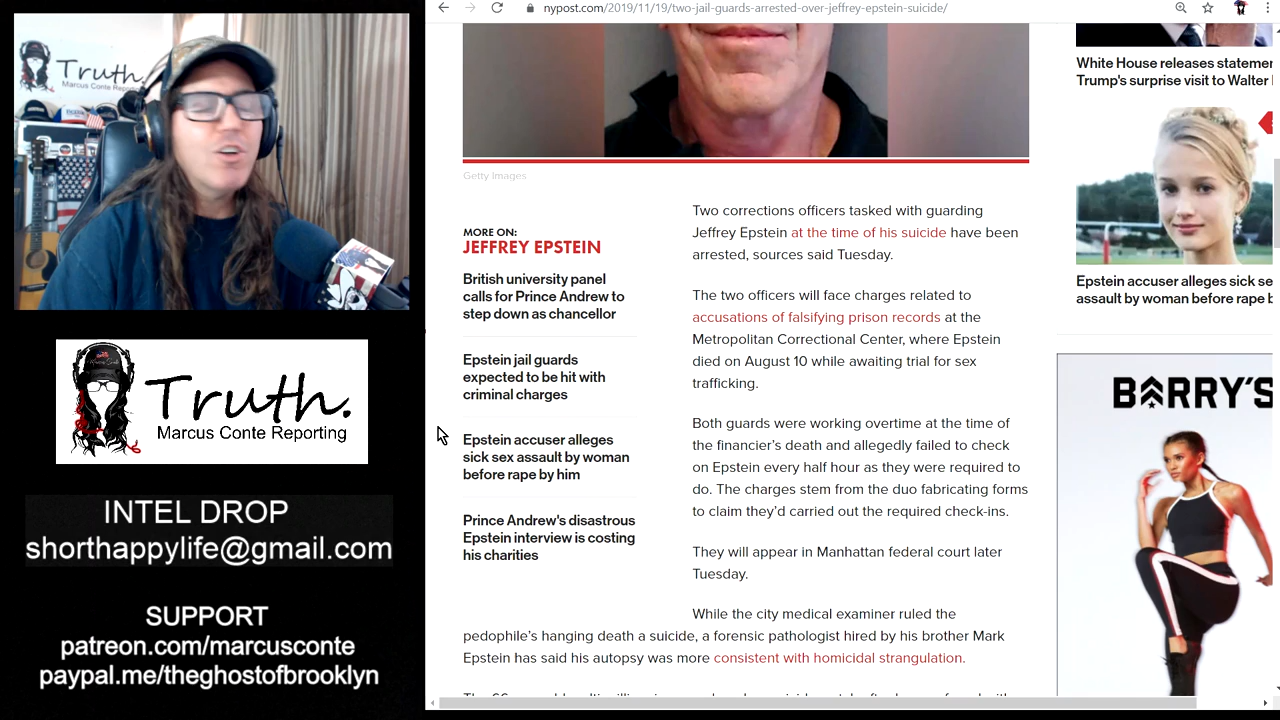 nypost.com/2019/11/19/two-jail-guards-arrested-over-jeffrey-epstein-suicide/
Truth.
Marcus Conte Reporting
Truth.
Marcus Conte Reporting
INTEL DROP
shorthappylife@gmail.com
SUPPORT
patreon.com/marcusconte
paypal.me/theghostofbrooklyn
Getty Images
MORE ON:
JEFFREY EPSTEIN
British university panel
calls for Prince Andrew to
step down as chancellor
Epstein jail guards
expected to be hit with
criminal charges
Epstein accuser alleges
sick sex assault by woman
before rape by him
Prince Andrew's disastrous
Epstein interview is costing
his charities
Two corrections officers tasked with guarding
Jeffrey Epstein at the time of his suicide have been
arrested, sources said Tuesday.
The two officers will face charges related to
accusations of falsifying prison records at the
Metropolitan Correctional Center, where Epstein
died on August 10 while awaiting trial for sex
trafficking.
Both guards were working overtime at the time of
the financier's death and allegedly failed to check
on Epstein every half hour as they were required to
do. The charges stem from the duo fabricating forms
to claim they'd carried out the required check-ins.
They will appear in Manhattan federal court later
Tuesday.
While the city medical examiner ruled the
pedophile's hanging death a suicide, a forensic pathologist hired by his brother Mark
Epstein has said his autopsy was more consistent with homicidal strangulation.
White House releases statemen
Trump's surprise visit to Walter
Epstein accuser alleges sick se
assault by woman before rape b
BARRY'S